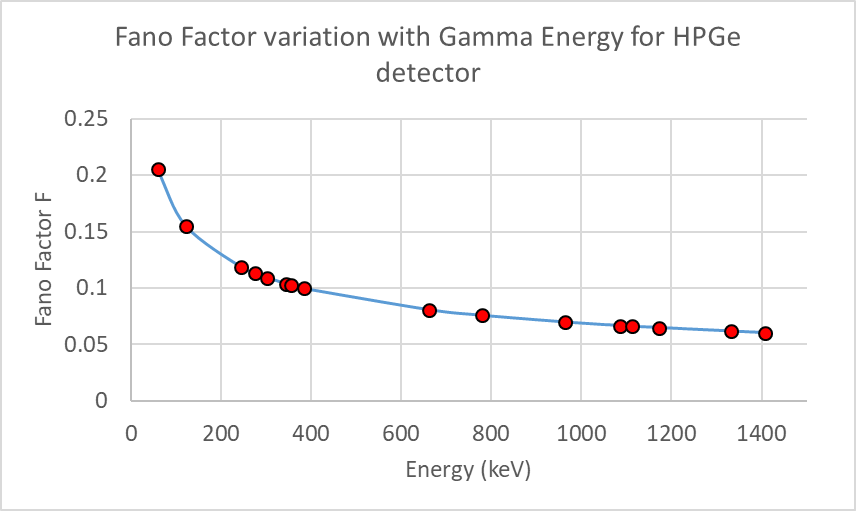 Fano Factor variation with Gamma Energy for HPGe
detector
0.25
0.2
0.15
0.1
0.05
0
Fano Factor F
0 200 400 600 800 1000 1200 1400
Energy (keV)